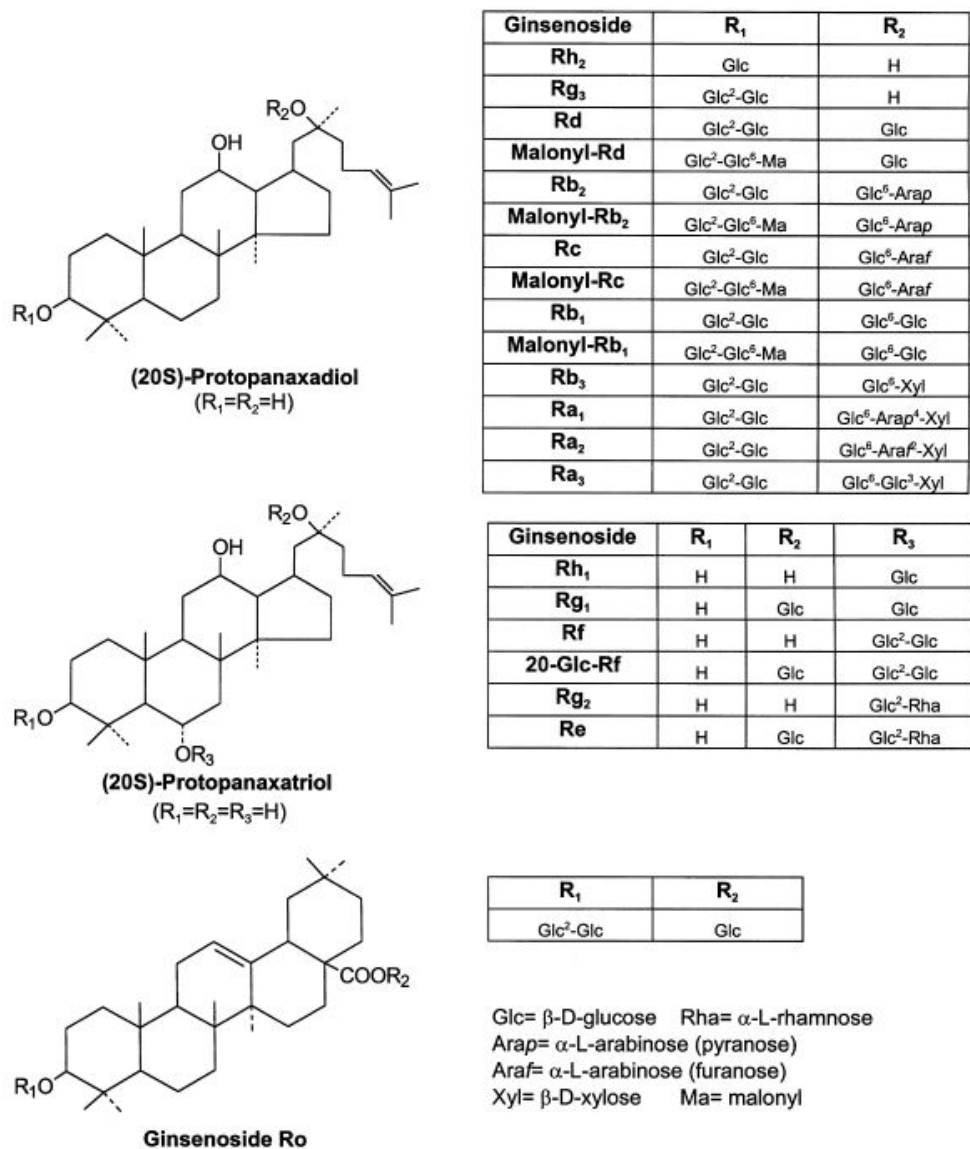 Ginsenoside R₁ R₂
Rh₂ Glc H
Rg₃ Glc²-Glc H
Rd Glc²-Glc Glc
Malonyl-Rd Glc²-Glc⁶-Ma Glc
Rb₂ Glc²-Glc Glc⁶-Arap
Malonyl-Rb₂ Glc²-Glc⁶-Ma Glc⁶-Arap
Rc Glc²-Glc Glc⁶-Araf
Malonyl-Rc Glc²-Glc⁶-Ma Glc⁶-Araf
Rb₁ Glc²-Glc Glc⁶-Glc
Malonyl-Rb₁ Glc²-Glc⁶-Ma Glc⁶-Glc
Rb₃ Glc²-Glc Glc⁶-Xyl
Ra₁ Glc²-Glc Glc⁶-Arap⁴-Xyl
Ra₂ Glc²-Glc Glc⁶-Araf²-Xyl
Ra₃ Glc²-Glc Glc⁶-Glc³-Xyl
R₂O
OH
R₁O
(20S)-Protopanaxadiol
(R₁=R₂=H)
Ginsenoside R₁ R₂ R₃
Rh₁ H H Glc
Rg₁ H Glc Glc
Rf H H Glc²-Glc
20-Glc-Rf H Glc Glc²-Glc
Rg₂ H H Glc²-Rha
Re H Glc Glc²-Rha
R₂O
OH
R₁O
OR₃
(20S)-Protopanaxatriol
(R₁=R₂=R₃=H)
R₁ R₂
Glc²-Glc Glc
COOR₂
R₁O
Ginsenoside Ro
Glc= β-D-glucose Rha= α-L-rhamnose
Arap= α-L-arabinose (pyranose)
Araf= α-L-arabinose (furanose)
Xyl= β-D-xylose Ma= malonyl